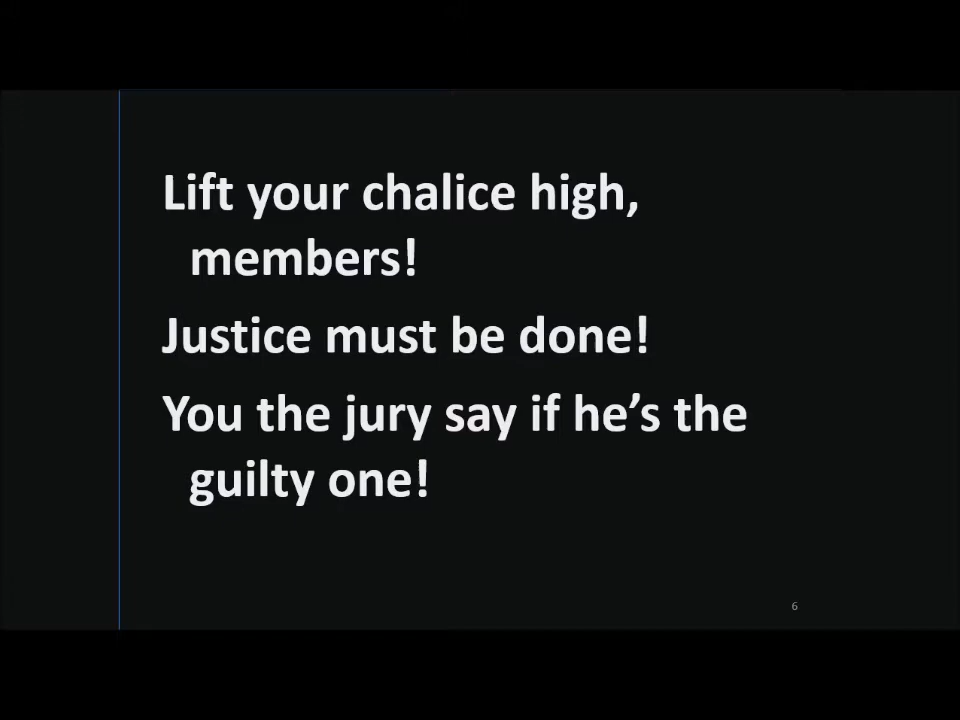 Lift your chalice high,
members!
Justice must be done!
You the jury say if he’s the
guilty one!
6